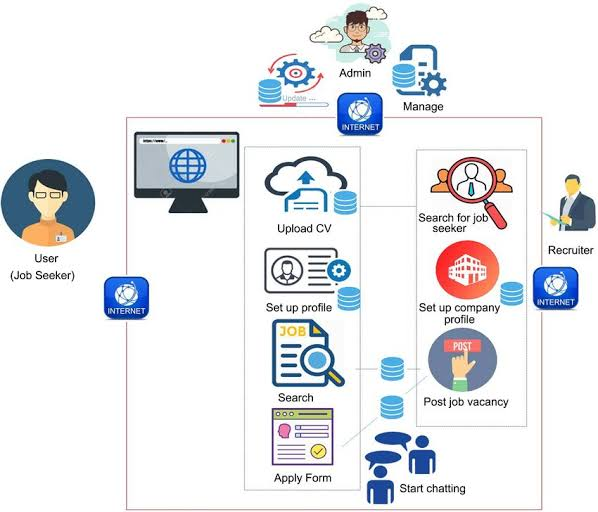 Admin
Update ...
Manage
INTERNET
https://www/...
Upload CV
Search for job
seeker
User
(Job Seeker)
Recruiter
INTERNET
INTERNET
Set up profile
Set up company
profile
JOB
POST
Search
Post job vacancy
Apply Form
Start chatting